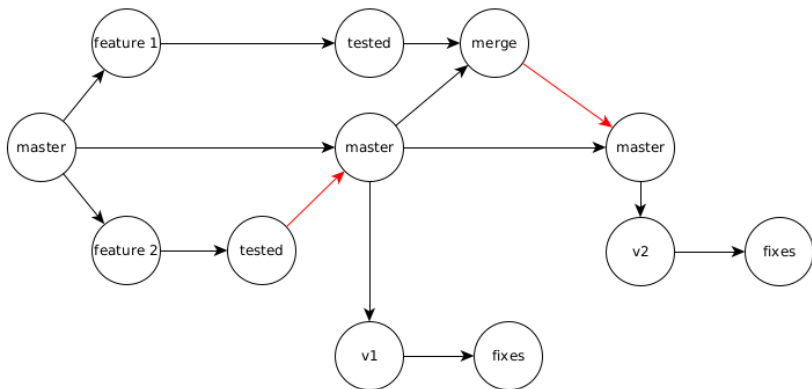 feature 1
tested
merge
master
master
master
feature 2
tested
v2
fixes
v1
fixes